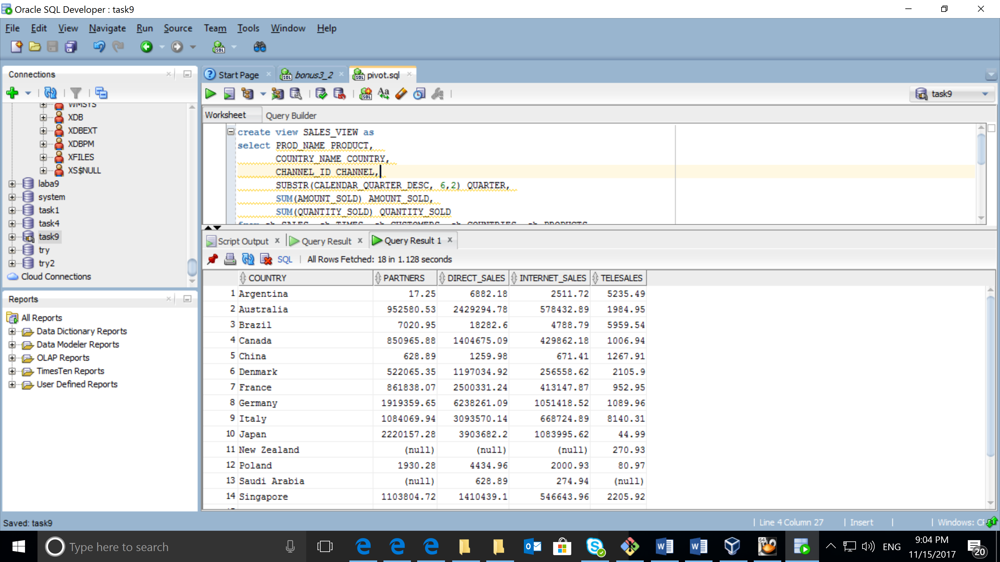 Oracle SQL Developer : task9
File Edit View Navigate Run Source Team Tools Window Help
Connections
WMSYS
XDB
XDBEXT
XDBPM
XFILES
XS$NULL
laba9
system
task1
task4
task9
try
try2
Cloud Connections
Reports
All Reports
Data Dictionary Reports
Data Modeler Reports
OLAP Reports
TimesTen Reports
User Defined Reports
Start Page bonus3_2 pivot.sql
task9
Worksheet Query Builder
create view SALES_VIEW as
select PROD_NAME PRODUCT,
COUNTRY_NAME COUNTRY,
CHANNEL_ID CHANNEL,
SUBSTR(CALENDAR_QUARTER_DESC, 6,2) QUARTER,
SUM(AMOUNT_SOLD) AMOUNT_SOLD,
SUM(QUANTITY_SOLD) QUANTITY_SOLD
from sh.SALES, sh.TIMES, sh.CUSTOMERS, sh.COUNTRIES, sh.PRODUCTS
Script Output x Query Result x Query Result 1 x
SQL All Rows Fetched: 18 in 1.128 seconds
COUNTRY PARTNERS DIRECT_SALES INTERNET_SALES TELESALES
1 Argentina 17.25 6882.18 2511.72 5235.49
2 Australia 952580.53 2429294.78 578432.89 1984.95
3 Brazil 7020.95 18282.6 4788.79 5959.54
4 Canada 850965.88 1404675.09 429862.18 1006.94
5 China 628.89 1259.98 671.41 1267.91
6 Denmark 522065.35 1197034.92 256558.62 2105.9
7 France 861838.07 2500331.24 413147.87 952.95
8 Germany 1919359.65 6238261.09 1051418.52 1089.96
9 Italy 1084069.94 3093570.14 668724.89 8140.31
10 Japan 2220157.28 3903682.2 1083995.62 44.99
11 New Zealand (null) (null) (null) 270.93
12 Poland 1930.28 4434.96 2000.93 80.97
13 Saudi Arabia (null) 628.89 274.94 (null)
14 Singapore 1103804.72 1410439.1 546643.96 2205.92
Saved: task9
Line 4 Column 27 Insert Windows:
Type here to search
64
ENG
9:04 PM
11/15/2017
20